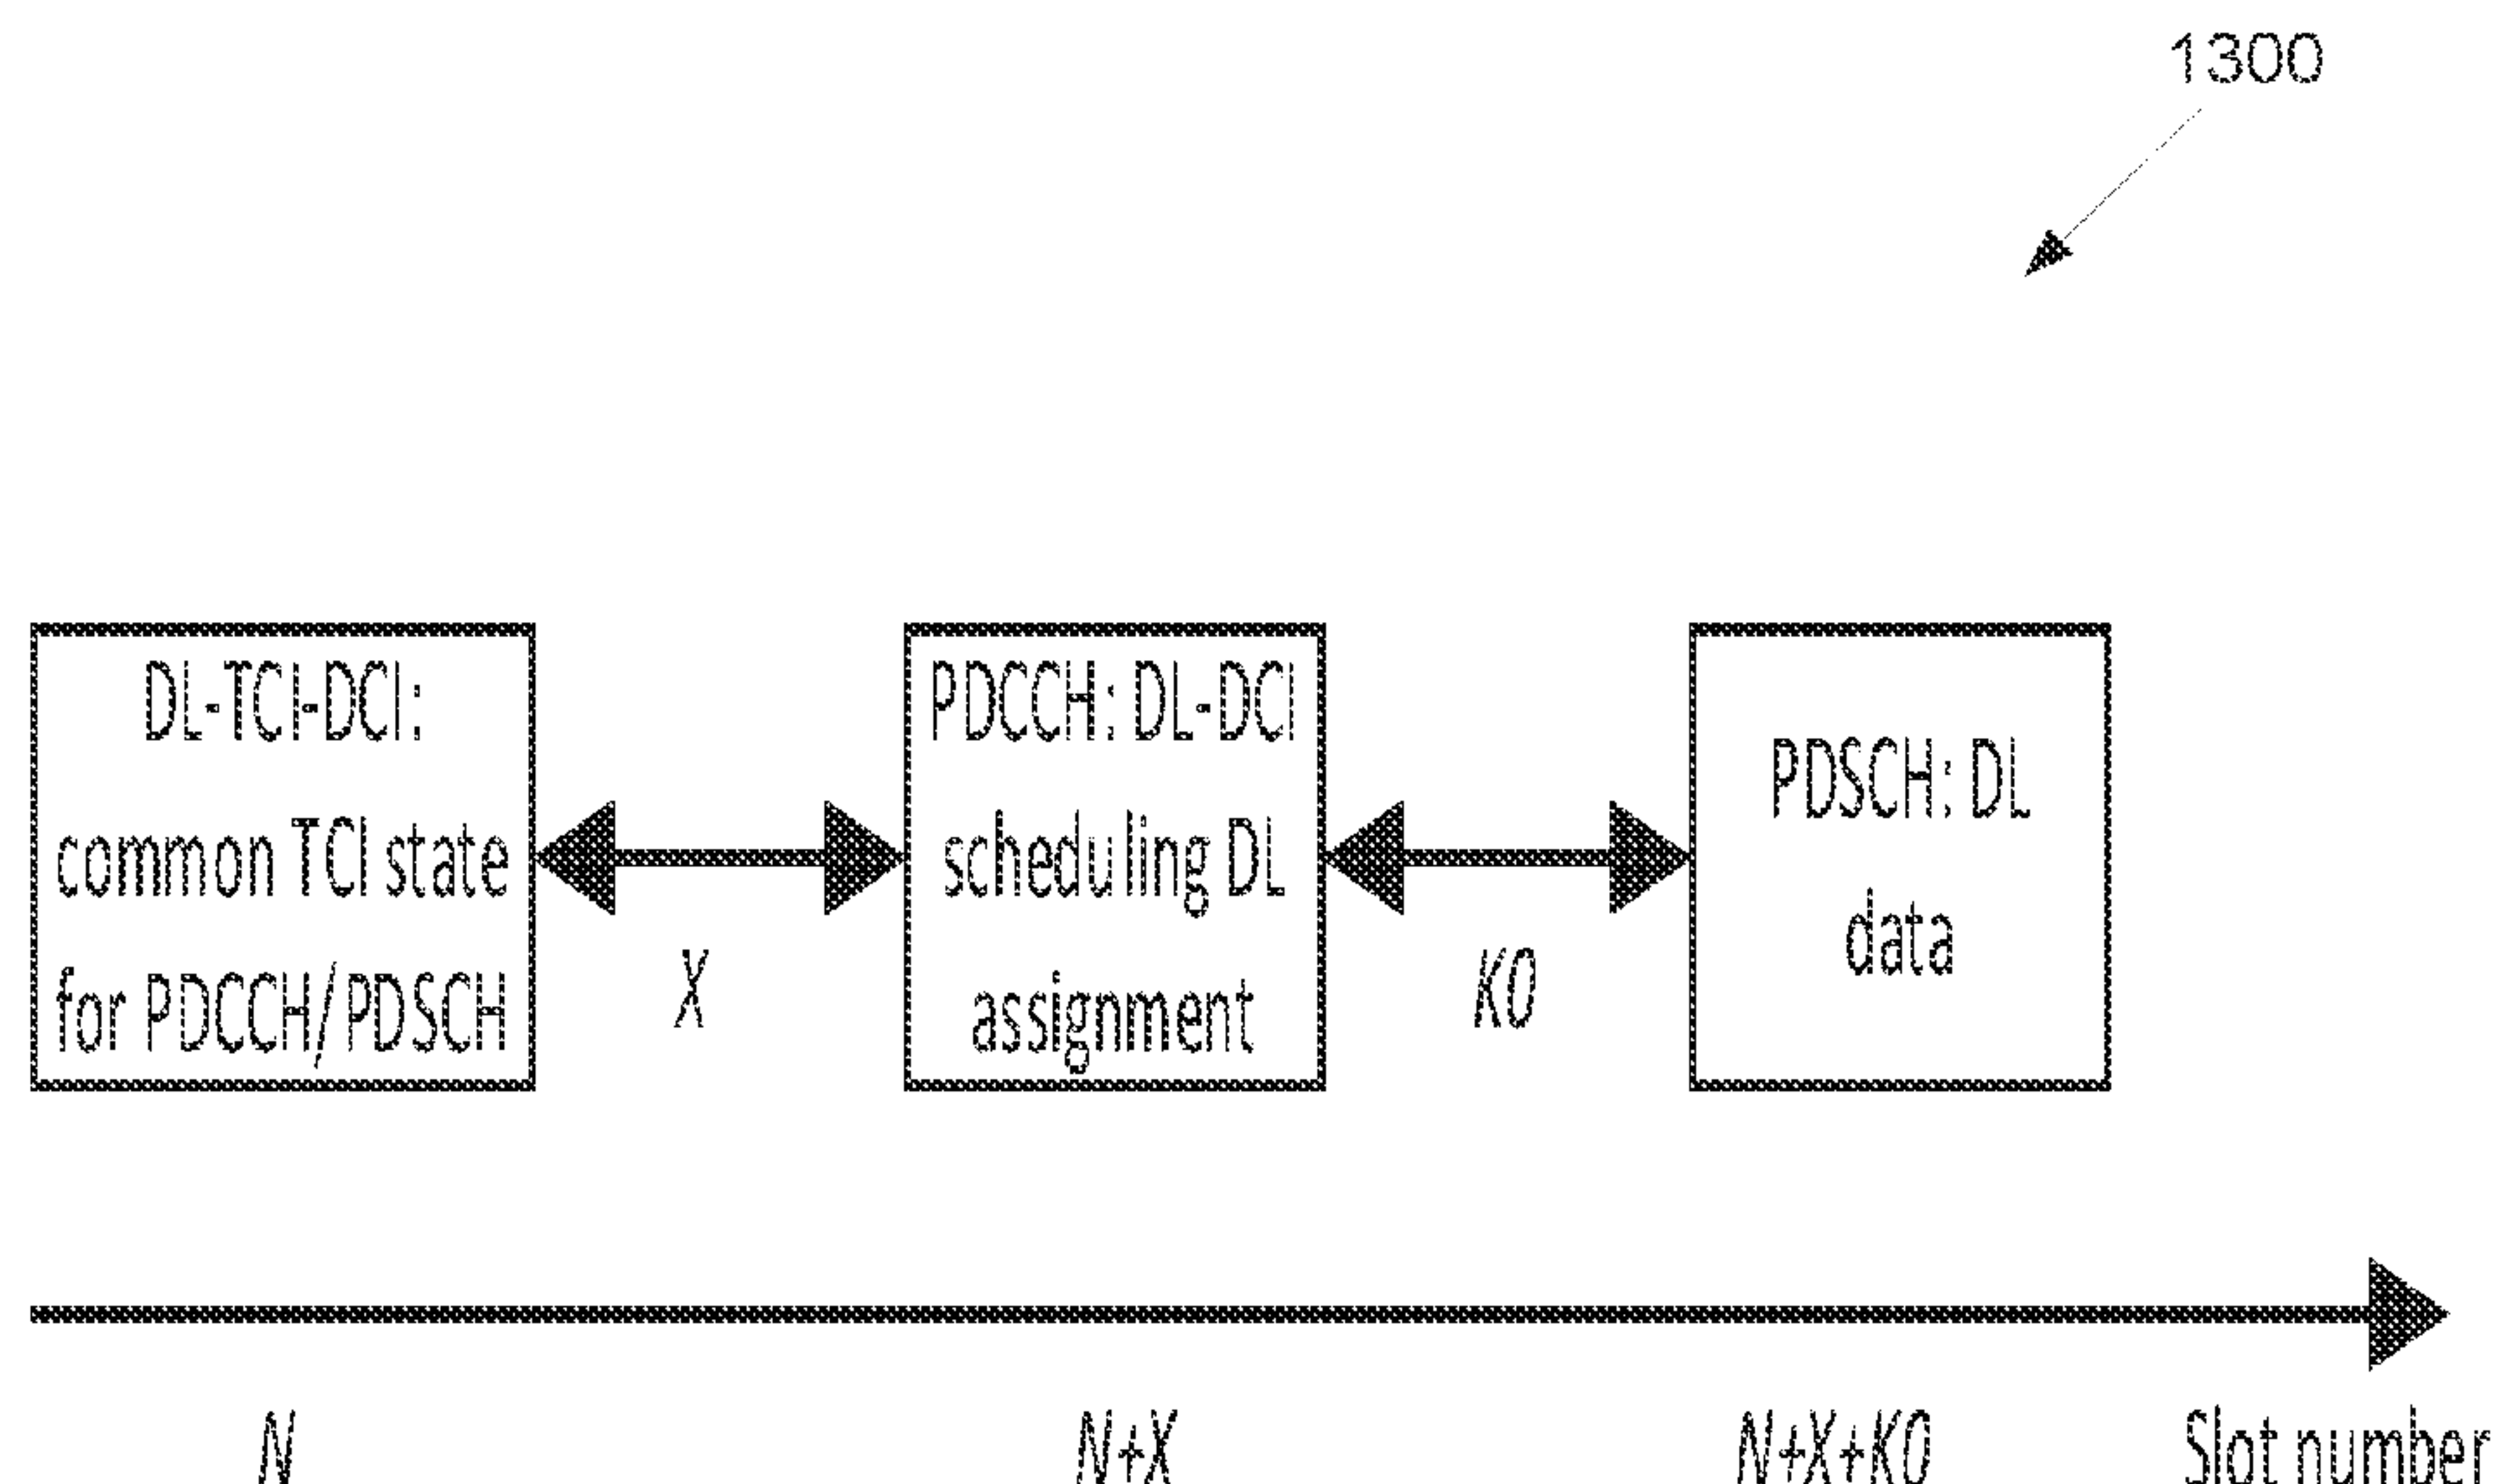 1300
DL-TCI-DCI:
common TCI state
for PDCCH/PDSCH
X
PDCCH: DL-DCI
scheduling DL
assignment
K0
PDSCH: DL
data
N
N+X
N+X+K0
Slot number